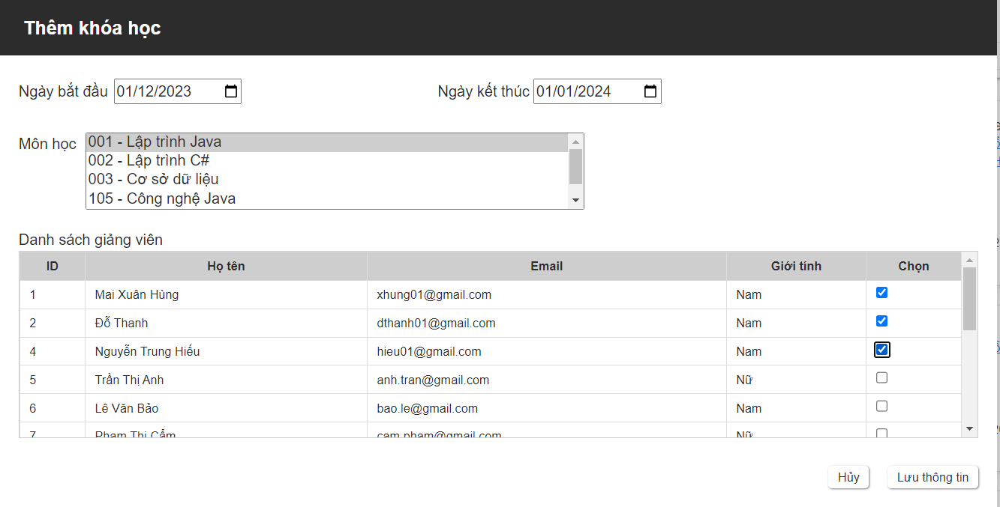 Thêm khóa học
Ngày bắt đầu 01/12/2023 Ngày kết thúc 01/01/2024
Môn học 001 - Lập trình Java
002 - Lập trình C#
003 - Cơ sở dữ liệu
105 - Công nghệ Java
Danh sách giảng viên
ID Họ tên Email Giới tính Chọn
1 Mai Xuân Hùng xhung01@gmail.com Nam
2 Đỗ Thanh dthanh01@gmail.com Nam
4 Nguyễn Trung Hiếu hieu01@gmail.com Nam
5 Trần Thị Anh anh.tran@gmail.com Nữ
6 Lê Văn Bảo bao.le@gmail.com Nam
7 Phạm Thị Cẩm cam.pham@gmail.com Nữ
Hủy Lưu thông tin